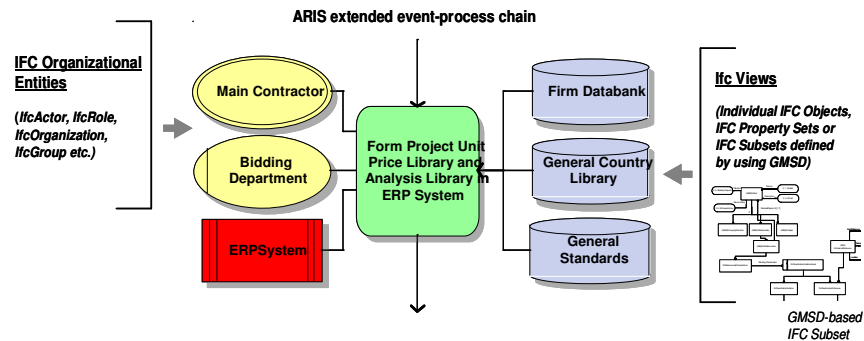 ARIS extended event-process chain
IFC Organizational
Entities
(IfcActor, IfcRole,
IfcOrganization,
IfcGroup etc.)
Main Contractor
Bidding
Department
ERPSystem
Form Project Unit
Price Library and
Analysis Library in
ERP System
Firm Databank
General Country
Library
General
Standards
Ifc Views
(Individual IFC Objects,
IFC Property Sets or
IFC Subsets defined
by using GMSD)
GMSD-based
IFC Subset